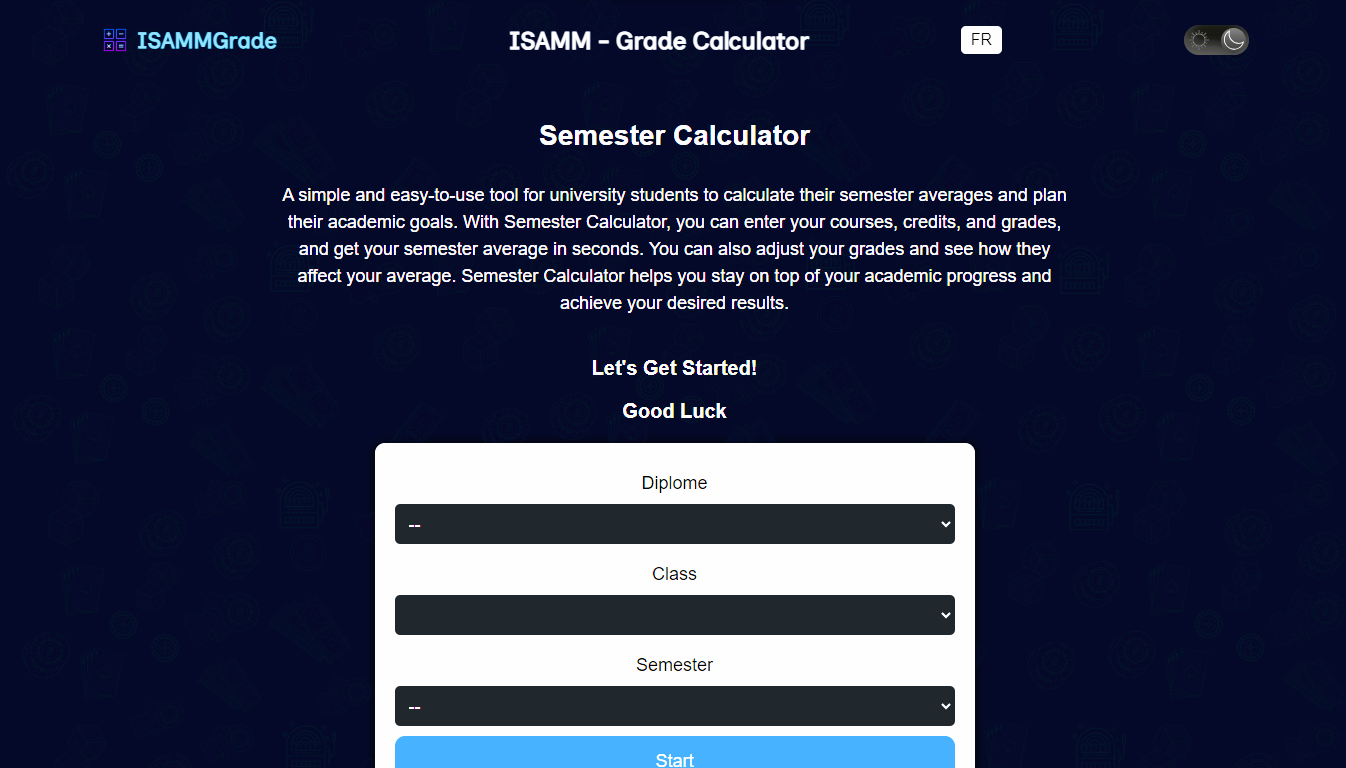 ISAMMGrade
ISAMM - Grade Calculator
FR
Semester Calculator
A simple and easy-to-use tool for university students to calculate their semester averages and plan
their academic goals. With Semester Calculator, you can enter your courses, credits, and grades,
and get your semester average in seconds. You can also adjust your grades and see how they
affect your average. Semester Calculator helps you stay on top of your academic progress and
achieve your desired results.
Let's Get Started!
Good Luck
Diplome
--
Class
Semester
--
Start